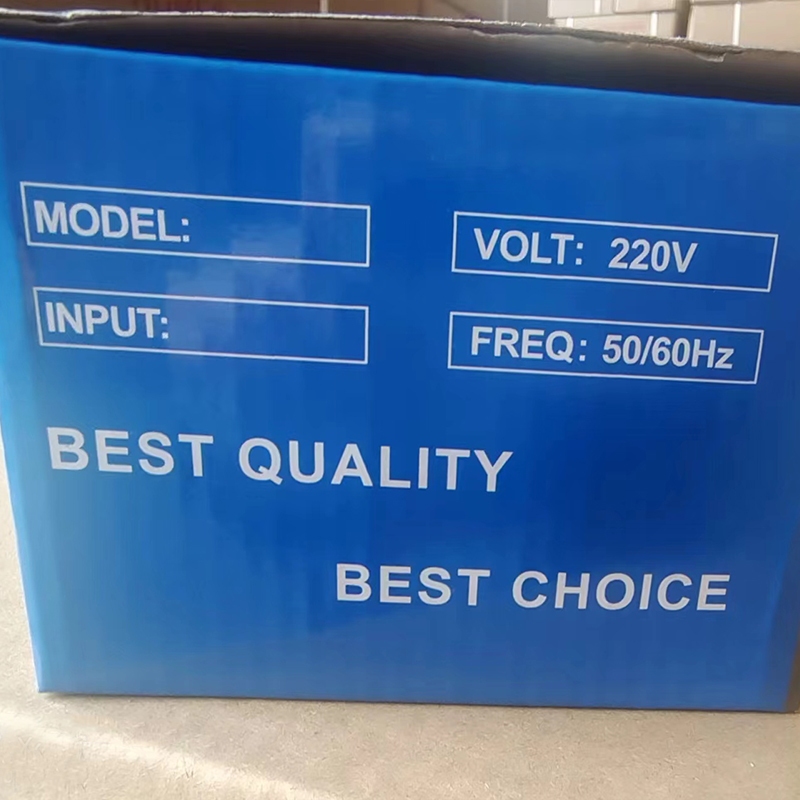 MODEL:
VOLT: 220V
INPUT:
FREQ: 50/60Hz
BEST QUALITY
BEST CHOICE